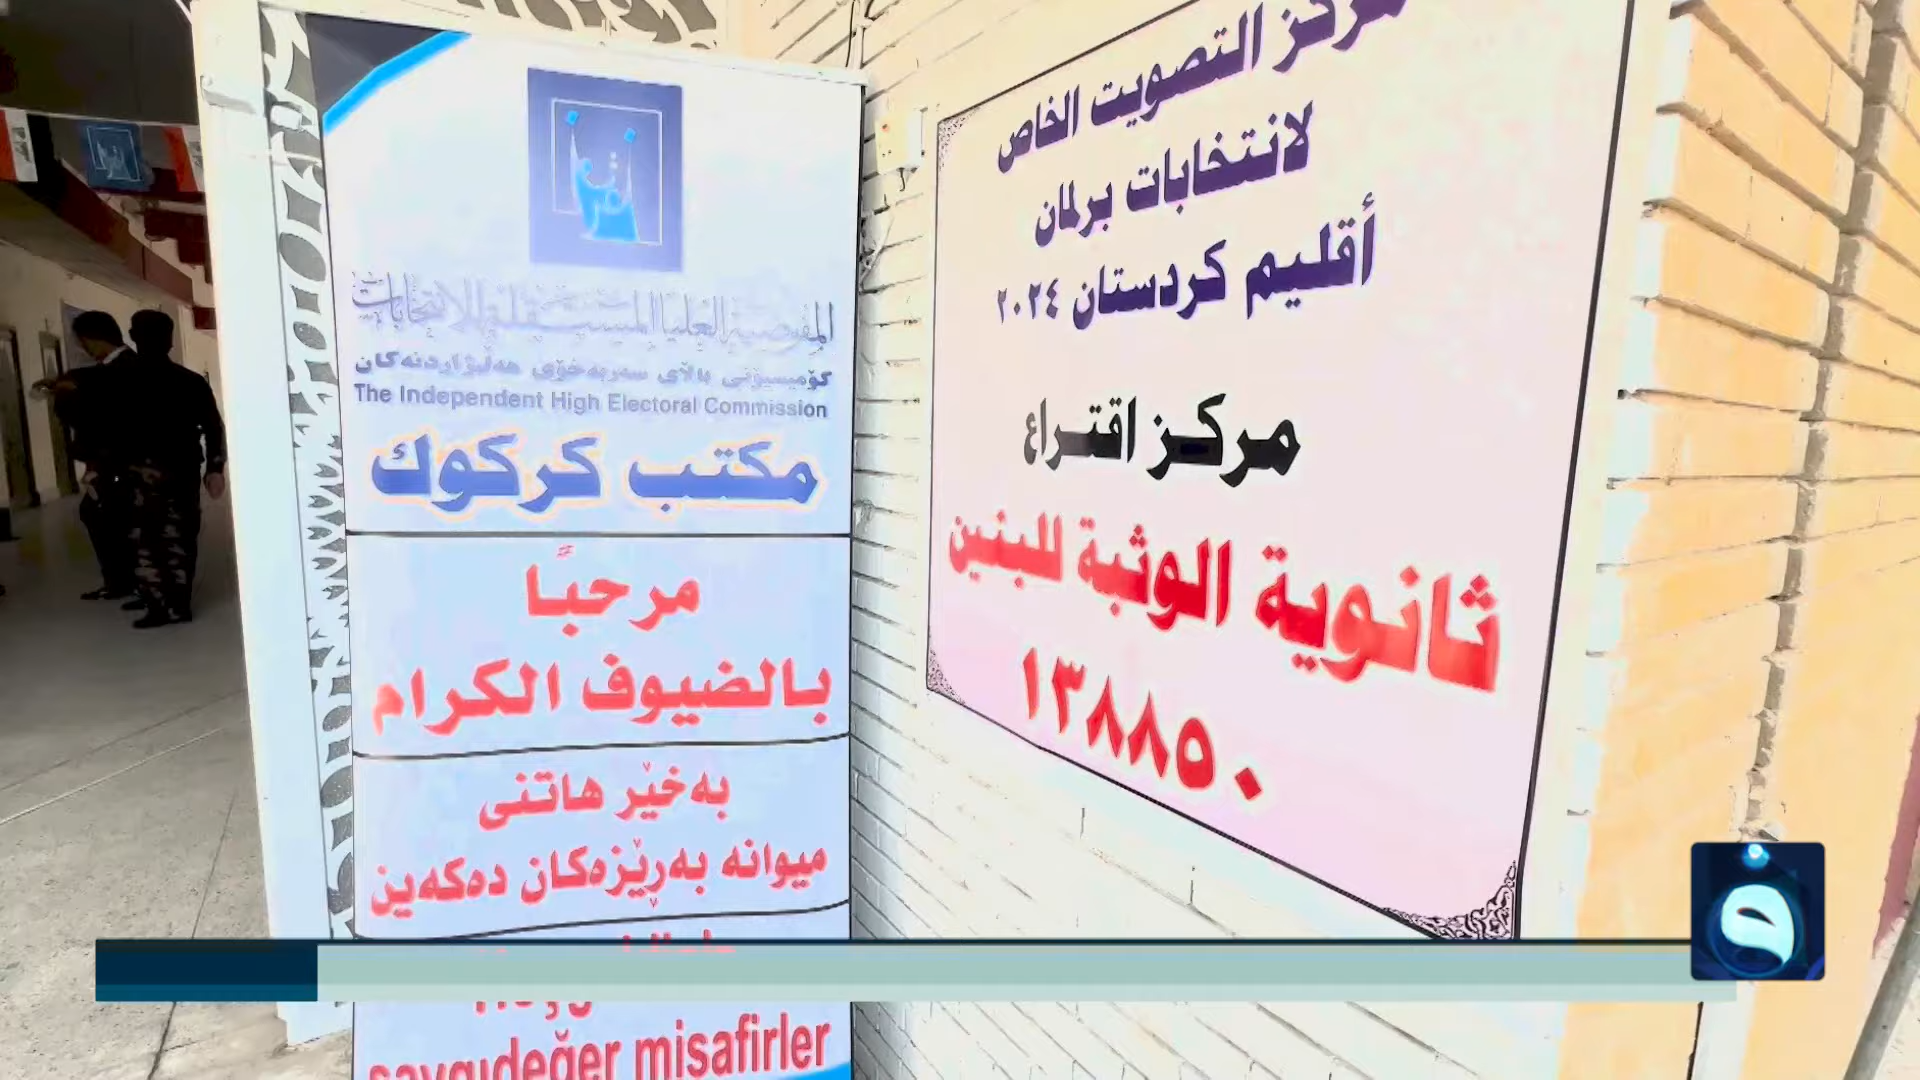 المفوضية العليا المستقلة للانتخابات
كۆمیسیۆنی باڵای سەربەخۆی هەڵبژاردنەکان
The Independent High Electoral Commission
مكتب كركوك
مرحبًا
بالضيوف الكرام
بەخێر هاتنی
میوانە بەڕێزەکان دەکەین
saygıdeğer misafirler
مركز التصويت الخاص
لانتخابات برلمان
أقليم كردستان ٢٠٢٤
مركز اقتراع
ثانوية الوثبة للبنين
١٣٨٨٥٠